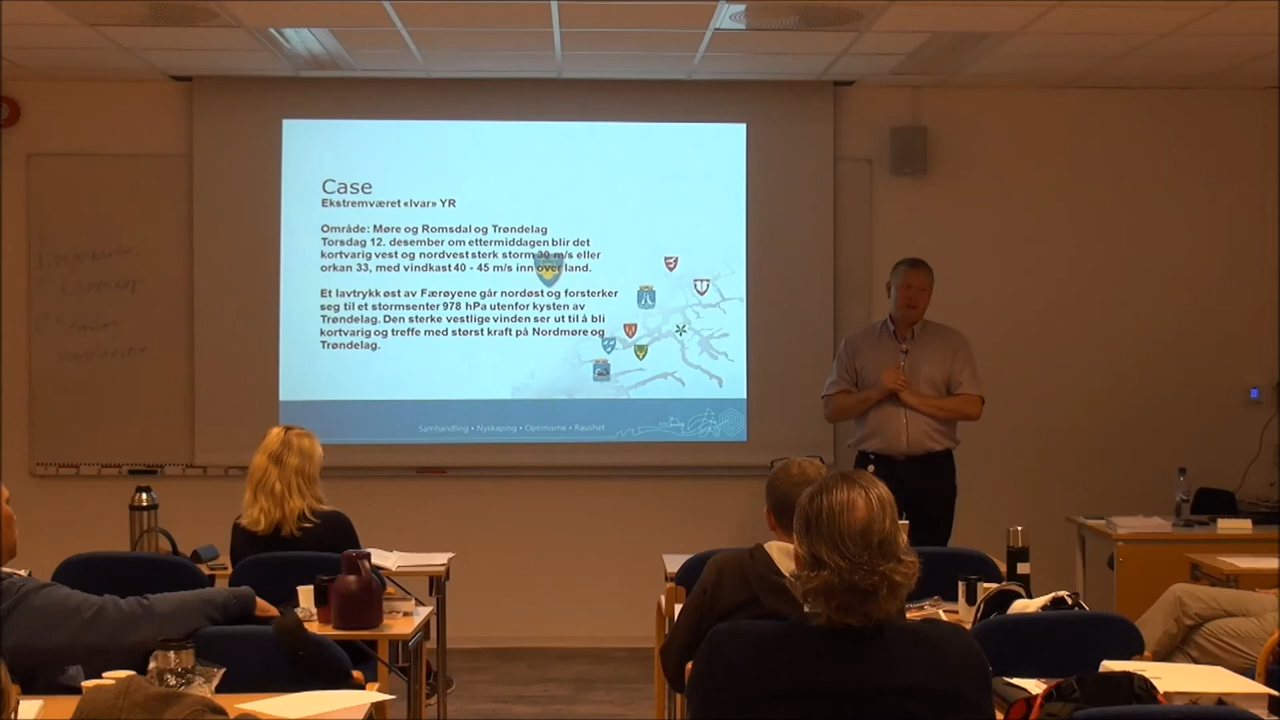 Case
Ekstremværet «Ivar» YR
Område: Møre og Romsdal og Trøndelag
Torsdag 12. desember om ettermiddagen blir det
kortvarig vest og nordvest sterk storm 30 m/s eller
orkan 33, med vindkast 40 - 45 m/s inn over land.
Et lavtrykk øst av Færøyene går nordøst og forsterker
seg til et stormsenter 978 hPa utenfor kysten av
Trøndelag. Den sterke vestlige vinden ser ut til å bli
kortvarig og treffe med størst kraft på Nordmøre og
Trøndelag.
Samhandling • Nyskaping • Optimisme • Raushet